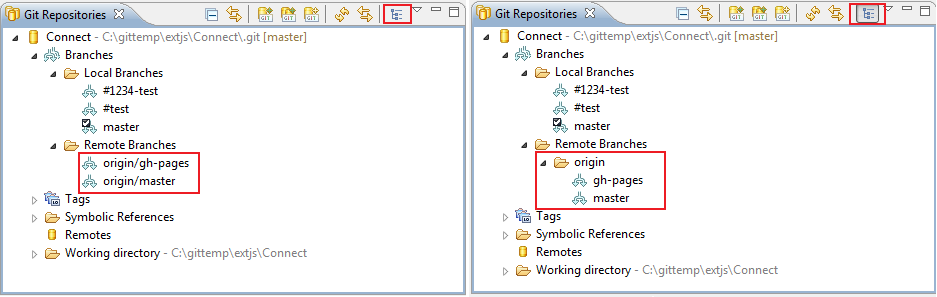 Git Repositories
Connect - C:\gittemp\extjs\Connect\.git [master]
Branches
Local Branches
#1234-test
#test
master
Remote Branches
origin/gh-pages
origin/master
Tags
Symbolic References
Remotes
Working directory - C:\gittemp\extjs\Connect
Git Repositories
Connect - C:\gittemp\extjs\Connect\.git [master]
Branches
Local Branches
#1234-test
#test
master
Remote Branches
origin
gh-pages
master
Tags
Symbolic References
Remotes
Working directory - C:\gittemp\extjs\Connect